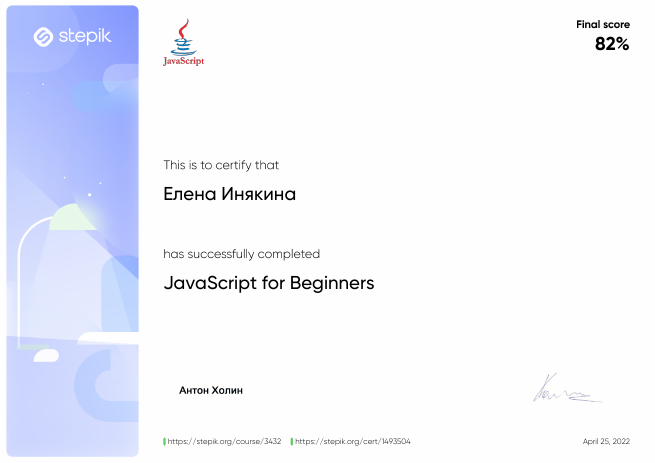 stepik
JavaScript
Final score
82%
This is to certify that
Елена Инякина
has successfully completed
JavaScript for Beginners
Антон Холин
https://stepik.org/course/3432 https://stepik.org/cert/1493504
April 25, 2022